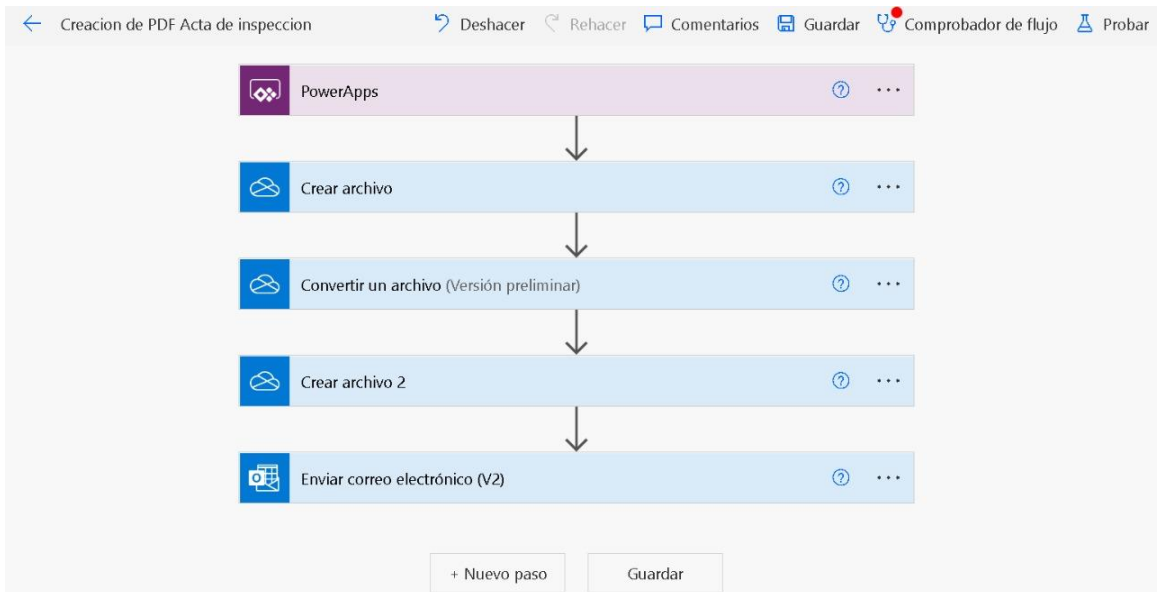 Creacion de PDF Acta de inspeccion Deshacer Rehacer Comentarios Guardar Comprobador de flujo Probar
PowerApps
Crear archivo
Convertir un archivo (Versión preliminar)
Crear archivo 2
Enviar correo electrónico (V2)
+ Nuevo paso Guardar